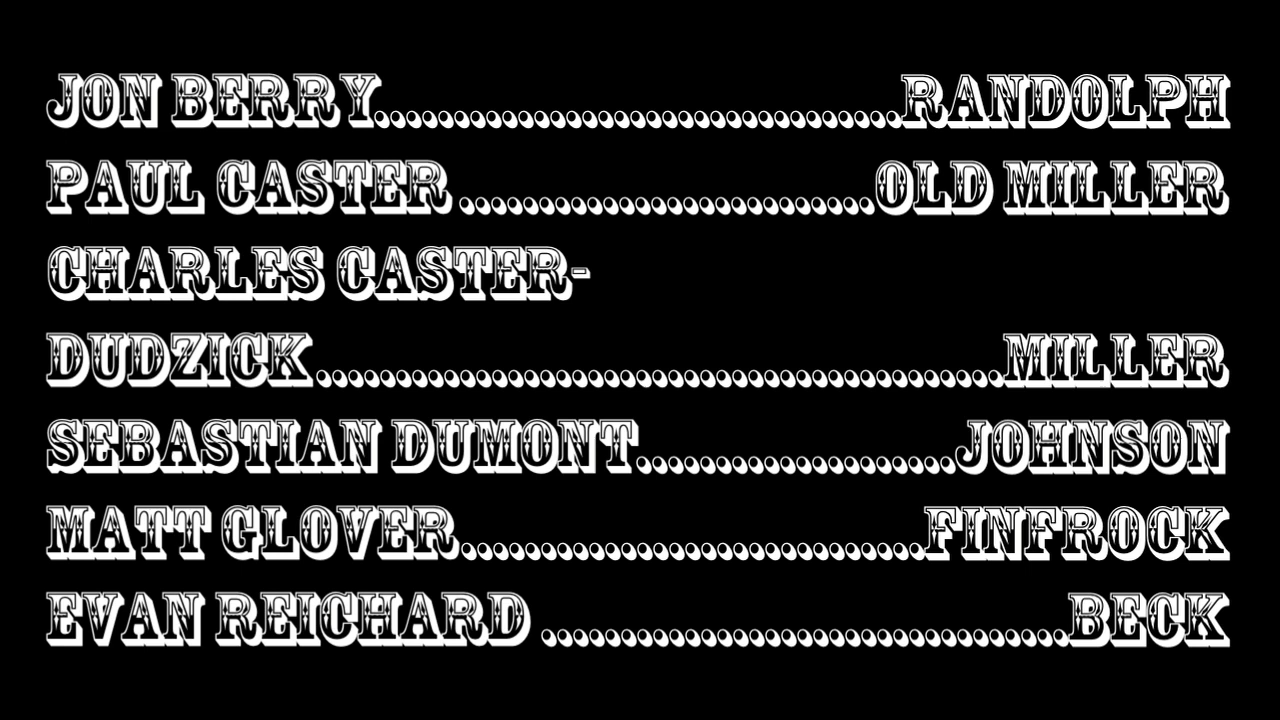 JON BERRY.................................RANDOLPH
PAUL CASTER ..........................OLD MILLER
CHARLES CASTER-
DUDZICK...........................................MILLER
SEBASTIAN DUMONT....................JOHNSON
MATT GLOVER.............................FINFROCK
EVAN REICHARD .................................BECK